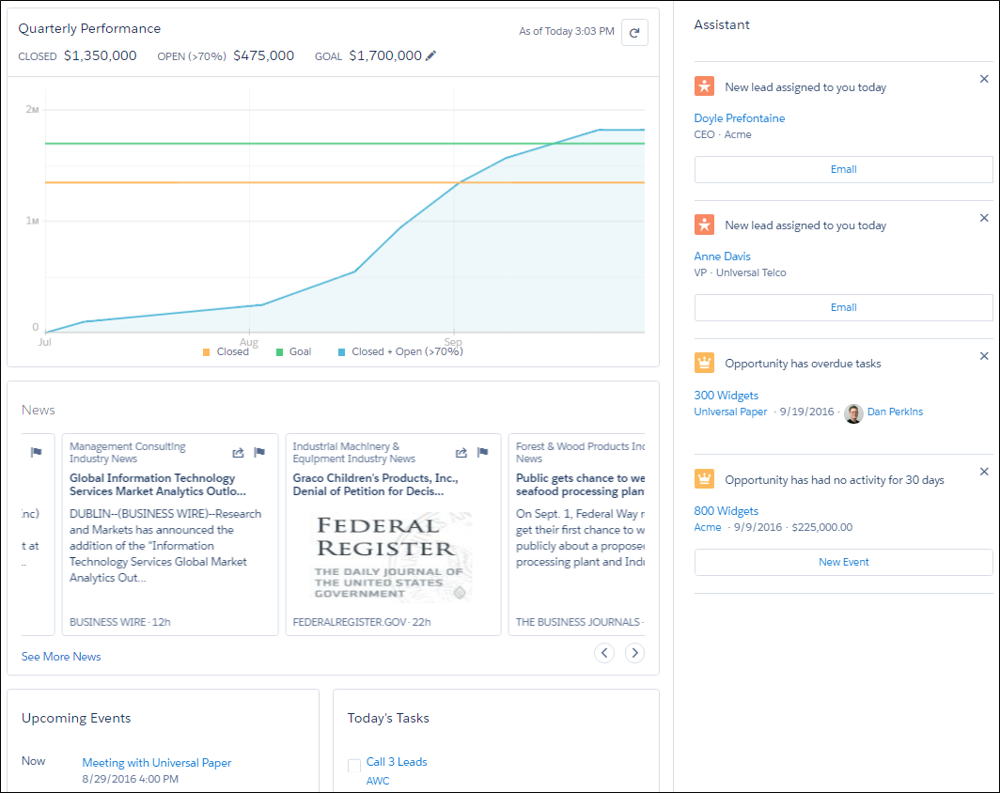 Quarterly Performance
As of Today 3:03 PM
CLOSED $1,350,000 OPEN (>70%) $475,000 GOAL $1,700,000
2M
1M
0
Jul Aug Sep
Closed Goal Closed + Open (>70%)
News
inc)
t at
...
Management Consulting
Industry News
Global Information Technology
Services Market Analytics Outlo...
DUBLIN--(BUSINESS WIRE)--Research
and Markets has announced the
addition of the "Information
Technology Services Global Market
Analytics Out...
BUSINESS WIRE · 12h
Industrial Machinery &
Equipment Industry News
Graco Children's Products, Inc.,
Denial of Petition for Decis...
FEDERAL
REGISTER
THE DAILY JOURNAL OF
THE UNITED STATES
GOVERNMENT
FEDERALREGISTER.GOV · 22h
Forest & Wood Products Inc
News
Public gets chance to we
seafood processing plan
On Sept. 1, Federal Way r
get their first chance to w
publicly about a propose
processing plant and Ind
THE BUSINESS JOURNALS ·
See More News
Upcoming Events
Now
Meeting with Universal Paper
8/29/2016 4:00 PM
Today's Tasks
Call 3 Leads
AWC
Assistant
New lead assigned to you today
Doyle Prefontaine
CEO · Acme
Email
New lead assigned to you today
Anne Davis
VP · Universal Telco
Email
Opportunity has overdue tasks
300 Widgets
Universal Paper · 9/19/2016 · Dan Perkins
Opportunity has had no activity for 30 days
800 Widgets
Acme · 9/9/2016 · $225,000.00
New Event